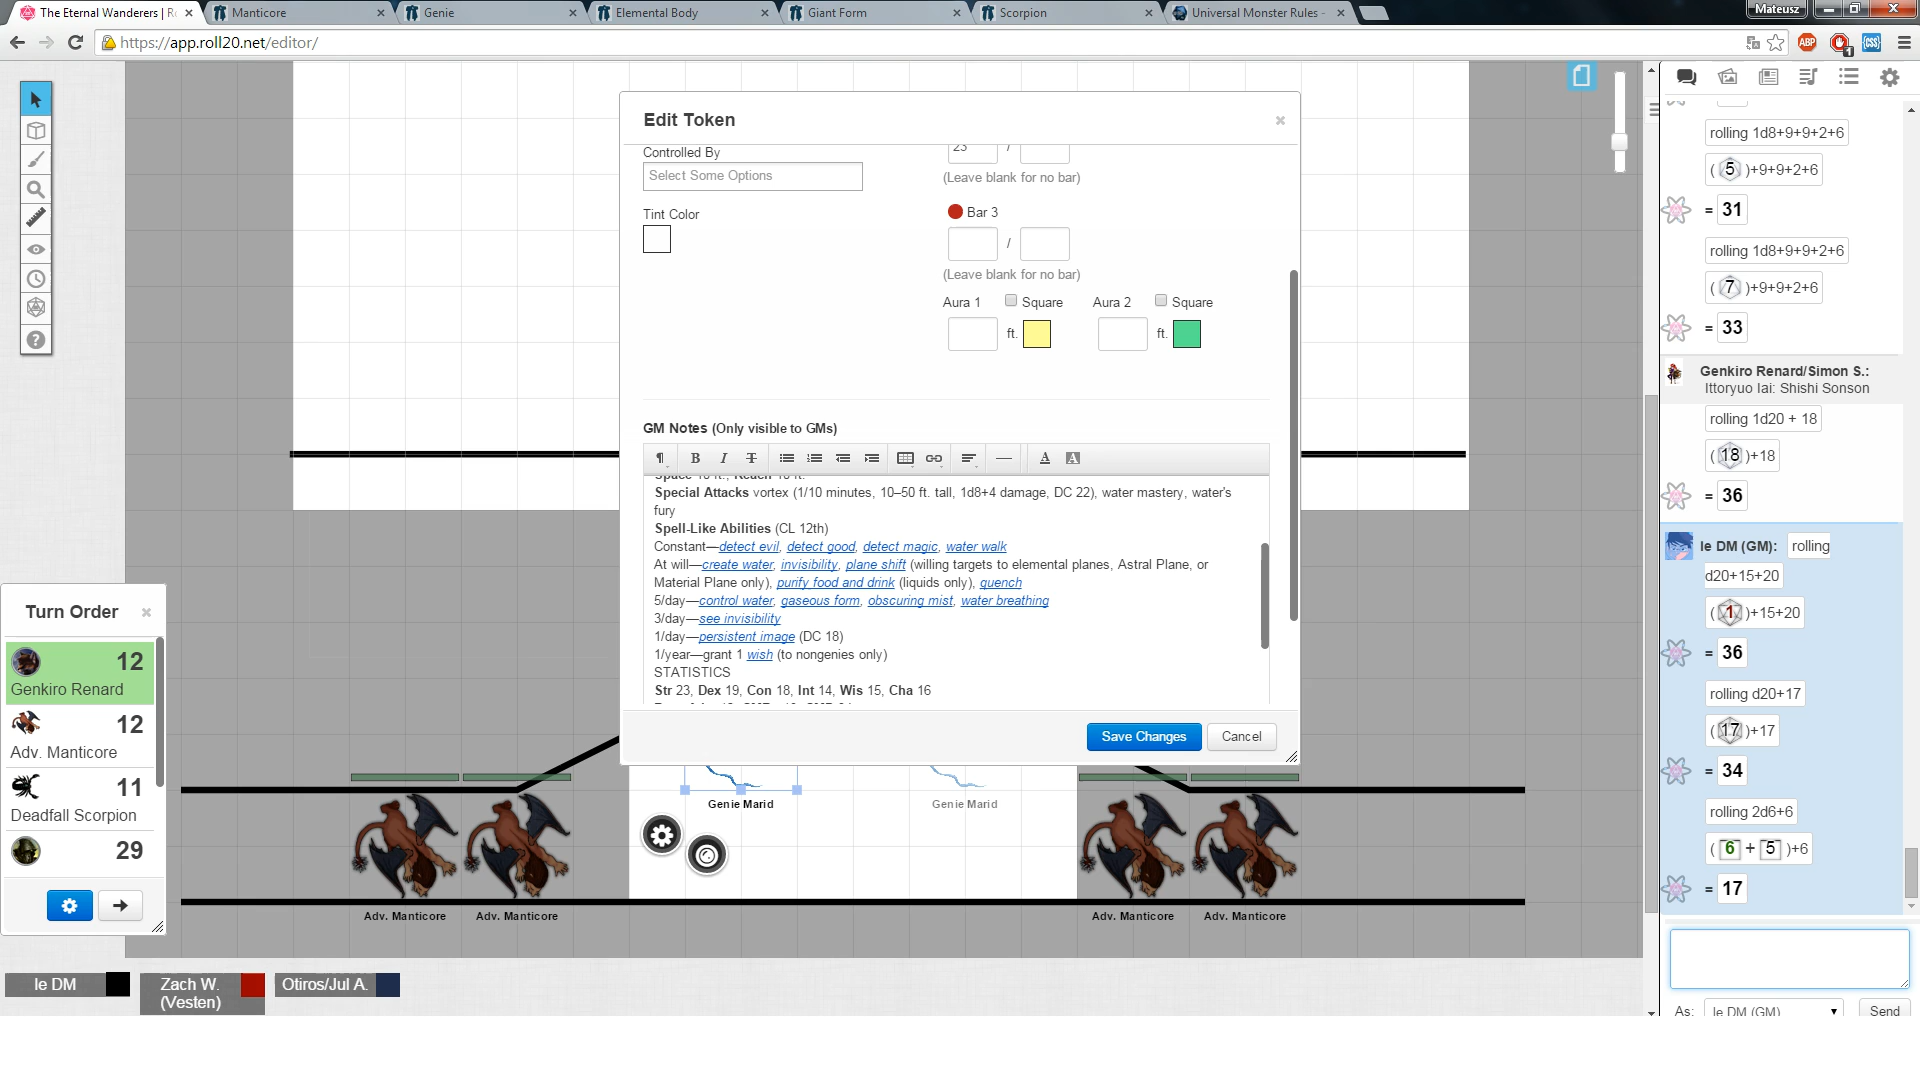 The Eternal Wanderers | Ro
Manticore
Genie
Elemental Body
Giant Form
Scorpion
Universal Monster Rules -
Mateusz
https://app.roll20.net/editor/
ABP
1
{CSS}
Edit Token
Controlled By
Select Some Options
Tint Color
23 /
(Leave blank for no bar)
Bar 3
/
(Leave blank for no bar)
Aura 1 Square Aura 2 Square
ft. ft.
GM Notes (Only visible to GMs)
Special Attacks vortex (1/10 minutes, 10–50 ft. tall, 1d8+4 damage, DC 22), water mastery, water's
fury
Spell-Like Abilities (CL 12th)
Constant—detect evil, detect good, detect magic, water walk
At will—create water, invisibility, plane shift (willing targets to elemental planes, Astral Plane, or
Material Plane only), purify food and drink (liquids only), quench
5/day—control water, gaseous form, obscuring mist, water breathing
3/day—see invisibility
1/day—persistent image (DC 18)
1/year—grant 1 wish (to nongenies only)
STATISTICS
Str 23, Dex 19, Con 18, Int 14, Wis 15, Cha 16
Save Changes
Cancel
Turn Order
12
Genkiro Renard
12
Adv. Manticore
11
Deadfall Scorpion
29
Genie Marid
Genie Marid
Adv. Manticore
Adv. Manticore
Adv. Manticore
Adv. Manticore
le DM
Zach W.
(Vesten)
Otiros/Jul A.
rolling 1d8+9+9+2+6
(5)+9+9+2+6
= 31
rolling 1d8+9+9+2+6
(7)+9+9+2+6
= 33
Genkiro Renard/Simon S.:
Ittoryuo Iai: Shishi Sonson
rolling 1d20 + 18
(18)+18
= 36
le DM (GM): rolling
d20+15+20
(1)+15+20
= 36
rolling d20+17
(17)+17
= 34
rolling 2d6+6
(6 + 5)+6
= 17
As: le DM (GM)
Send